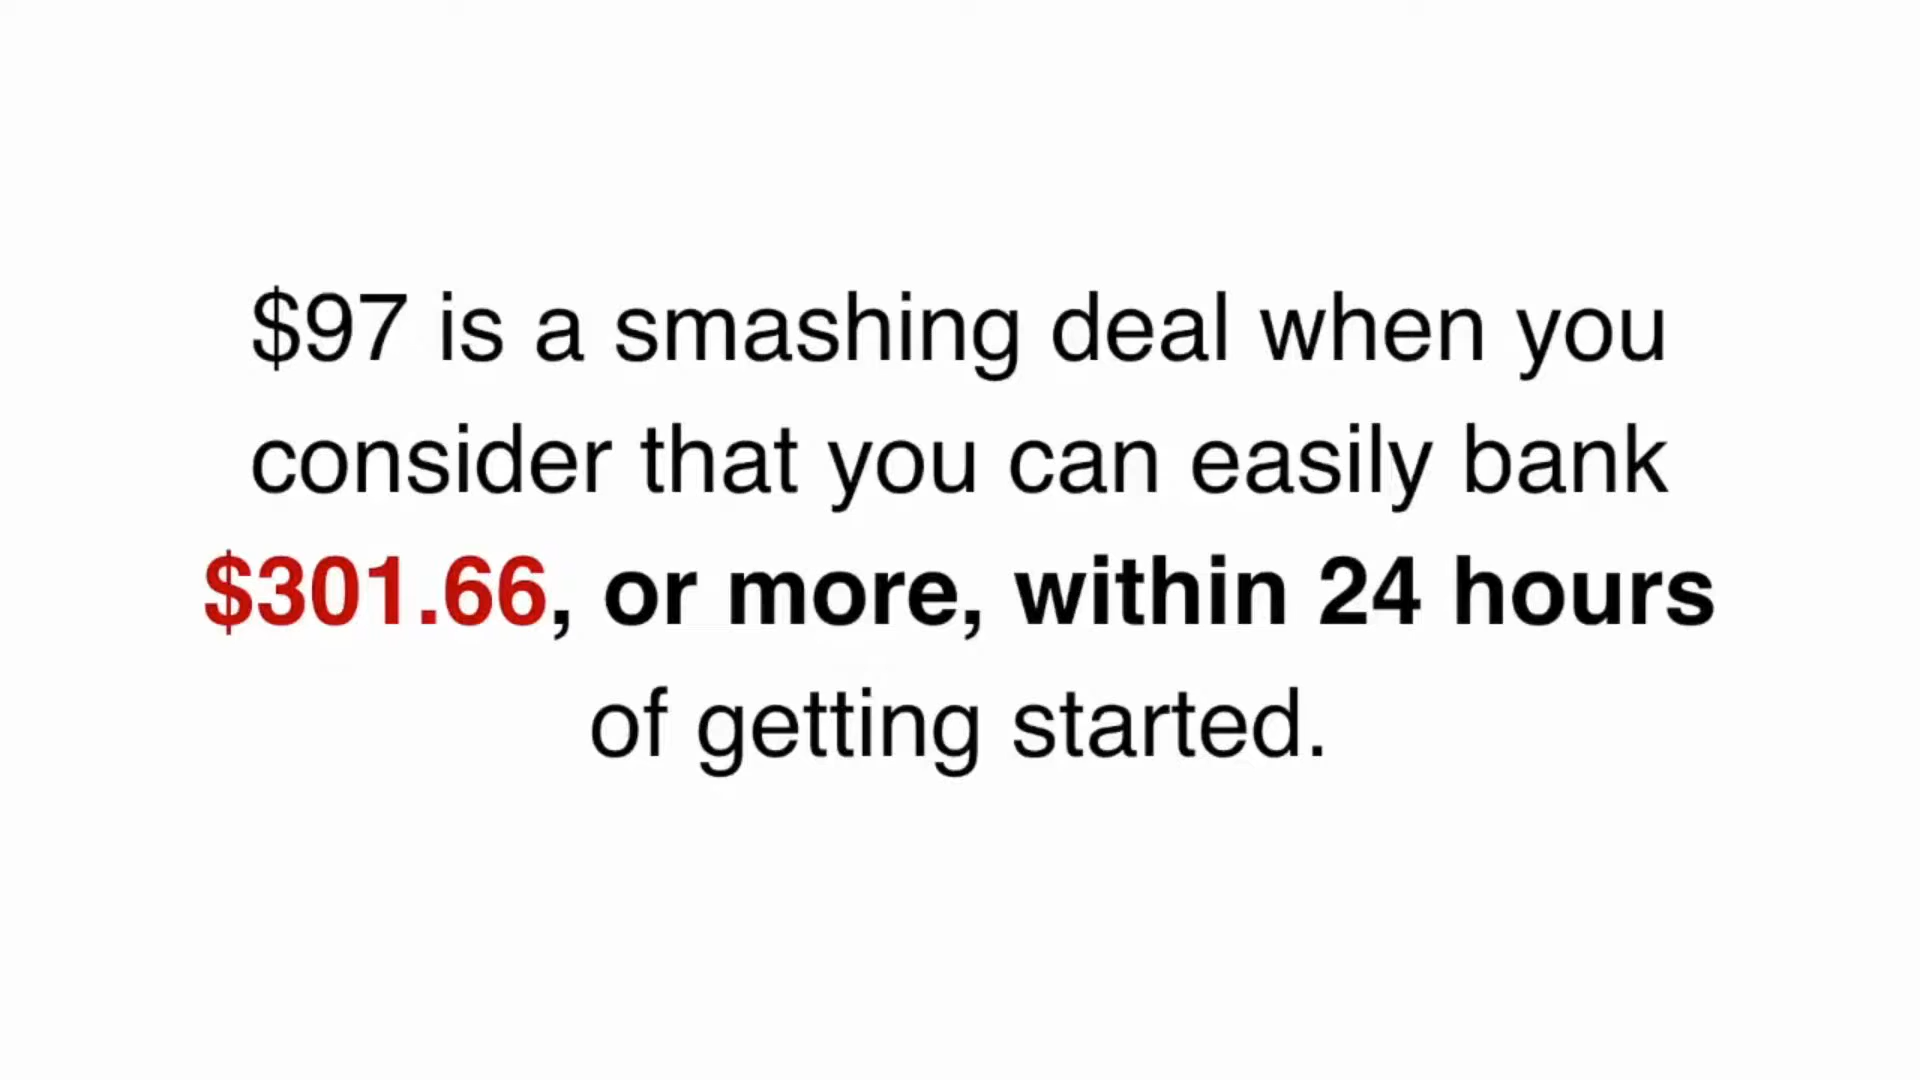 $97 is a smashing deal when you
consider that you can easily bank
$301.66, or more, within 24 hours
of getting started.